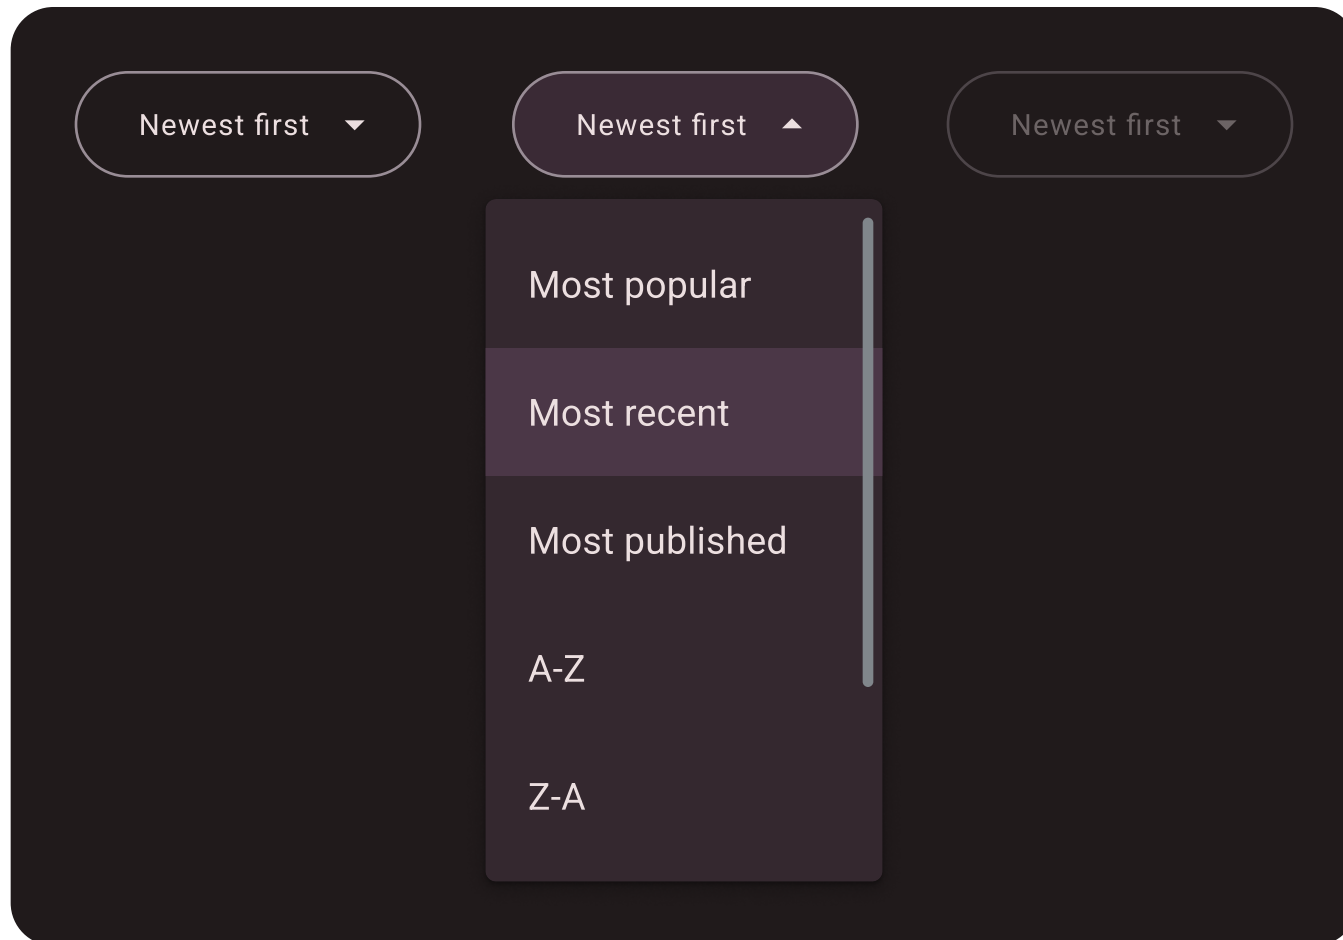 Newest first
Newest first
Newest first
Most popular
Most recent
Most published
A-Z
Z-A